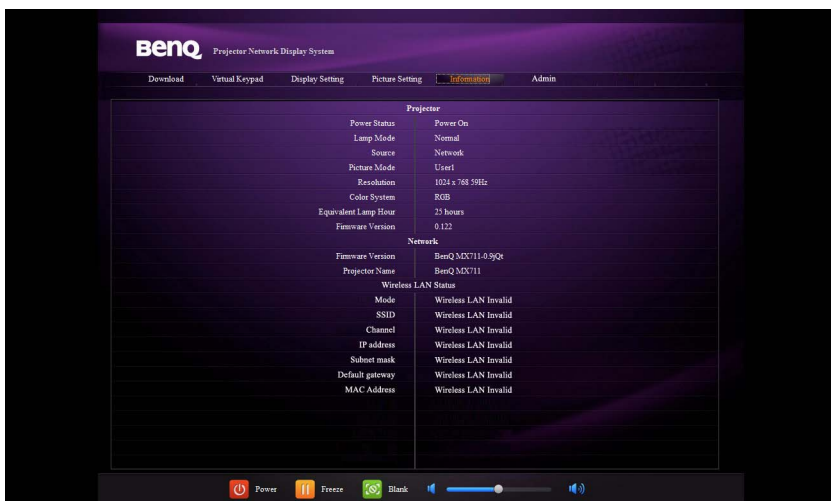 BenQ Projector Network Display System
Download Virtual Keypad Display Setting Picture Setting Information Admin
Projector
Power Status Power On
Lamp Mode Normal
Source Network
Picture Mode User1
Resolution 1024 x 768 59Hz
Color System RGB
Equivalent Lamp Hour 25 hours
Firmware Version 0.122
Network
Firmware Version BenQ MX711-0.9jQt
Projector Name BenQ MX711
Wireless LAN Status
Mode Wireless LAN Invalid
SSID Wireless LAN Invalid
Channel Wireless LAN Invalid
IP address Wireless LAN Invalid
Subnet mask Wireless LAN Invalid
Default gateway Wireless LAN Invalid
MAC Address Wireless LAN Invalid
Power Freeze Blank